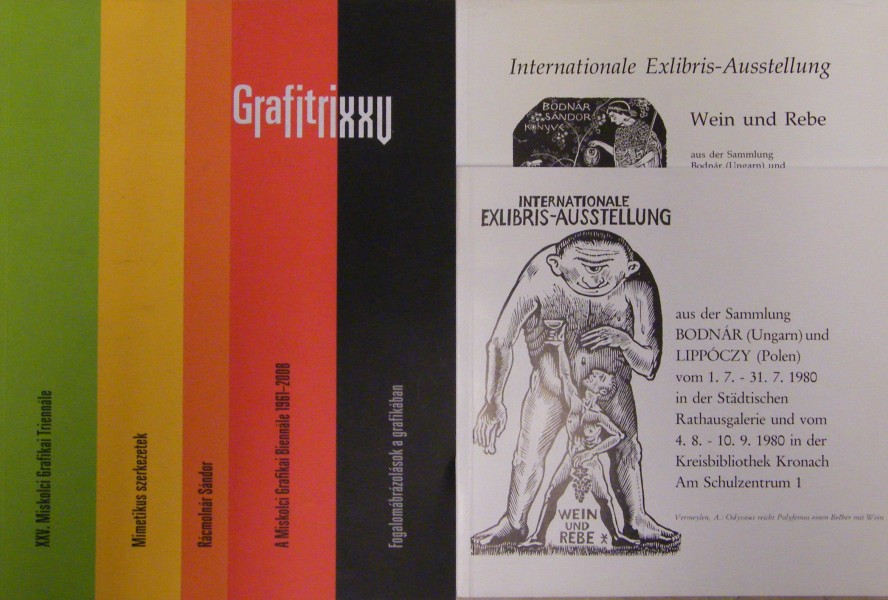 Grafitrixxv
XXV. Miskolci Grafikai Triennále
Mimetikus szerkezetek
Rácmolnár Sándor
A Miskolci Grafikai Biennále 1961–2008
Fogalomábrázolások a grafikában
Internationale Exlibris-Ausstellung
BODNÁR
SÁNDOR
KÖNYVE
Wein und Rebe
aus der Sammlung
Bodnár (Ungarn) und
INTERNATIONALE
EXLIBRIS-AUSSTELLUNG
aus der Sammlung
BODNÁR (Ungarn) und
LIPPÓCZY (Polen)
vom 1. 7. - 31. 7. 1980
in der Städtischen
Rathausgalerie und vom
4. 8. - 10. 9. 1980 in der
Kreisbibliothek Kronach
Am Schulzentrum 1
Vermeylen, A.: Odysseus reicht Polyfemus einen Becher mit Wein
WEIN
UND
REBE